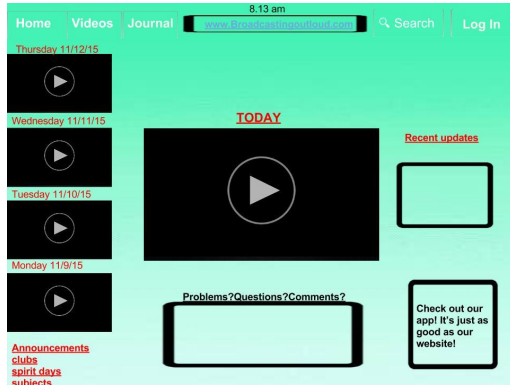 8.13 am
Home Videos Journal www.Broadcastingoutloud.com Search Log In
Thursday 11/12/15
Wednesday 11/11/15
Tuesday 11/10/15
Monday 11/9/15
Announcements
clubs
spirit days
subjects
TODAY
Problems?Questions?Comments?
Recent updates
Check out our
app! It's just as
good as our
website!